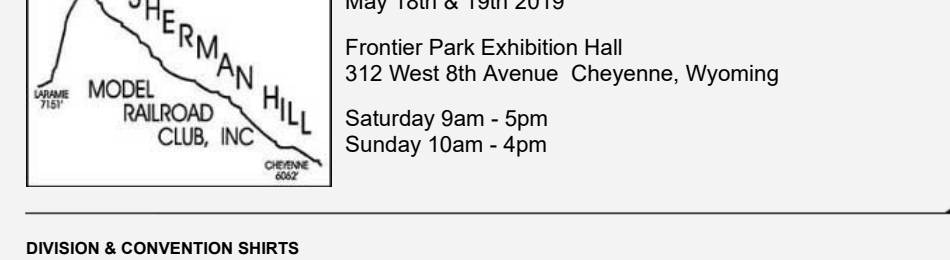 May 18th & 19th 2019
SHERMAN HILL
MODEL
RAILROAD
CLUB, INC
LARAMIE
7151'
CHEYENNE
6062'
Frontier Park Exhibition Hall
312 West 8th Avenue Cheyenne, Wyoming
Saturday 9am - 5pm
Sunday 10am - 4pm
DIVISION & CONVENTION SHIRTS